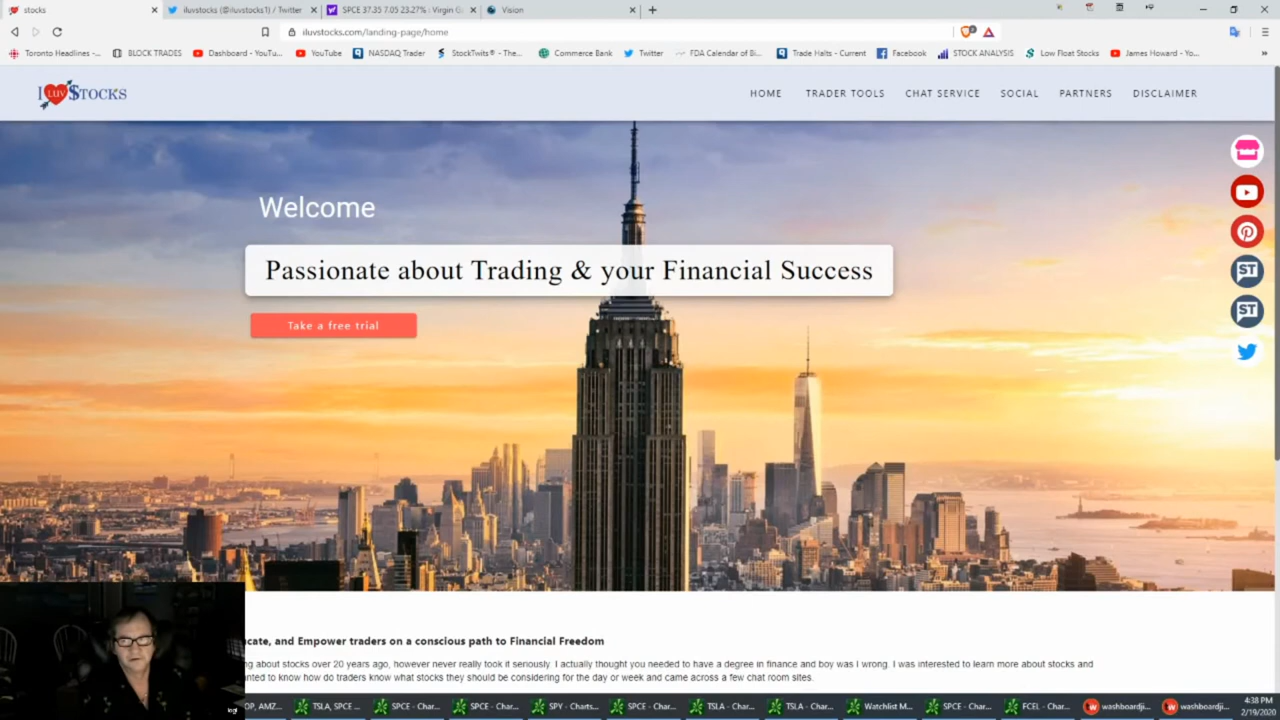 stocks
iluvstocks (@iluvstocks1) / Twitter
SPCE 37.35 7.05 23.27% | Virgin G
Vision
iluvstocks.com/landing-page/home
Toronto Headlines -...
BLOCK TRADES
Dashboard - YouTu...
YouTube
NASDAQ Trader
StockTwits® - The...
Commerce Bank
Twitter
FDA Calendar of Bi...
Trade Halts - Current
Facebook
STOCK ANALYSIS
Low Float Stocks
James Howard - Yo...
I LUV $TOCKS
HOME
TRADER TOOLS
CHAT SERVICE
SOCIAL
PARTNERS
DISCLAIMER
Welcome
Passionate about Trading & your Financial Success
Take a free trial
ST
ST
cate, and Empower traders on a conscious path to Financial Freedom
ng about stocks over 20 years ago, however never really took it seriously. I actually thought you needed to have a degree in finance and boy was I wrong. I was interested to learn more about stocks and
nted to know how do traders know what stocks they should be considering for the day or week and came across a few chat room sites.
logi
OP, AMZ...
TSLA, SPCE ...
SPCE - Char...
SPCE - Char...
SPY - Charts...
SPCE - Char...
TSLA - Char...
TSLA - Char...
Watchlist M...
SPCE - Char...
FCEL - Char...
washboardji...
washboardji...
4:38 PM
2/19/2020